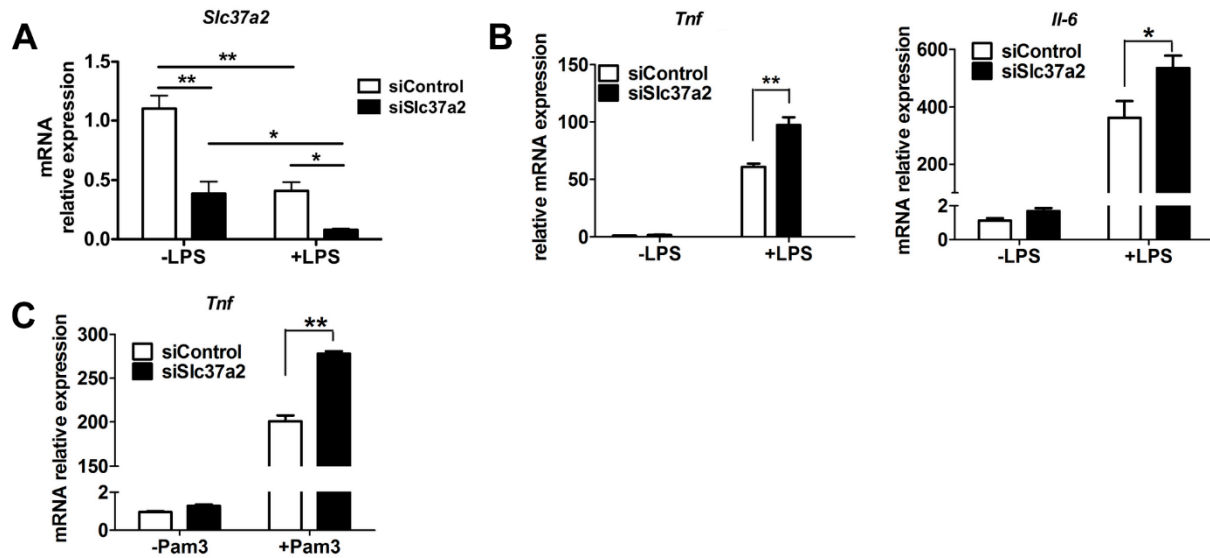 A
Slc37a2
mRNA
relative expression
1.5
1.0
0.5
0.0
**
**
*
*
siControl
siSlc37a2
-LPS
+LPS
B
Tnf
relative mRNA expression
150
100
50
0
siControl
siSlc37a2
**
-LPS
+LPS
Il-6
mRNA relative expression
600
400
200
2
0
siControl
siSlc37a2
*
-LPS
+LPS
C
Tnf
mRNA relative expression
300
250
200
150
2
0
siControl
siSlc37a2
**
-Pam3
+Pam3